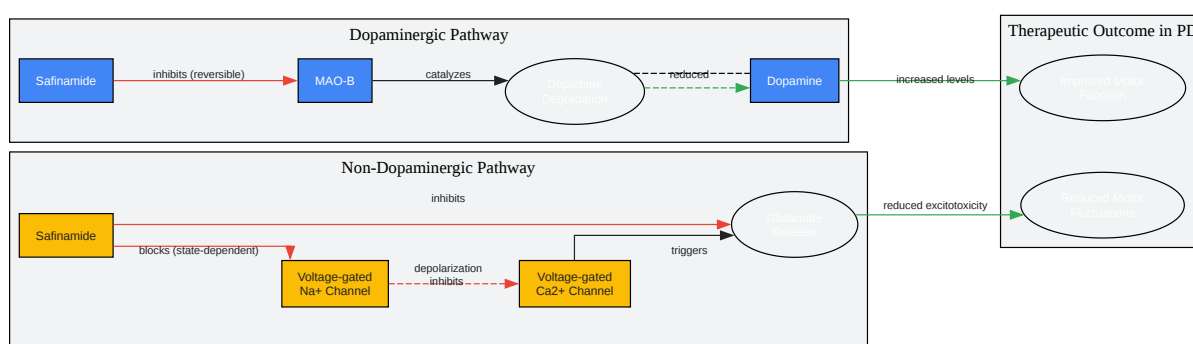 Dopaminergic Pathway
Therapeutic Outcome in PD
Safinamide
inhibits (reversible)
MAO-B
catalyzes
Dopamine
Degradation
reduced
Dopamine
increased levels
Improved Motor
Function
Non-Dopaminergic Pathway
Safinamide
inhibits
blocks (state-dependent)
Voltage-gated
Na+ Channel
depolarization
inhibits
Voltage-gated
Ca2+ Channel
triggers
Glutamate
Release
reduced excitotoxicity
Reduced Motor
Fluctuations